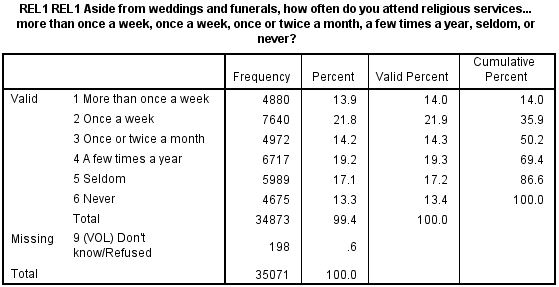 REL1 REL1 Aside from weddings and funerals, how often do you attend religious services...
more than once a week, once a week, once or twice a month, a few times a year, seldom, or
never?
Frequency Percent Valid Percent Cumulative Percent
Valid 1 More than once a week 4880 13.9 14.0 14.0
2 Once a week 7640 21.8 21.9 35.9
3 Once or twice a month 4972 14.2 14.3 50.2
4 A few times a year 6717 19.2 19.3 69.4
5 Seldom 5989 17.1 17.2 86.6
6 Never 4675 13.3 13.4 100.0
Total 34873 99.4 100.0
Missing 9 (VOL) Don't
know/Refused 198 .6
Total 35071 100.0